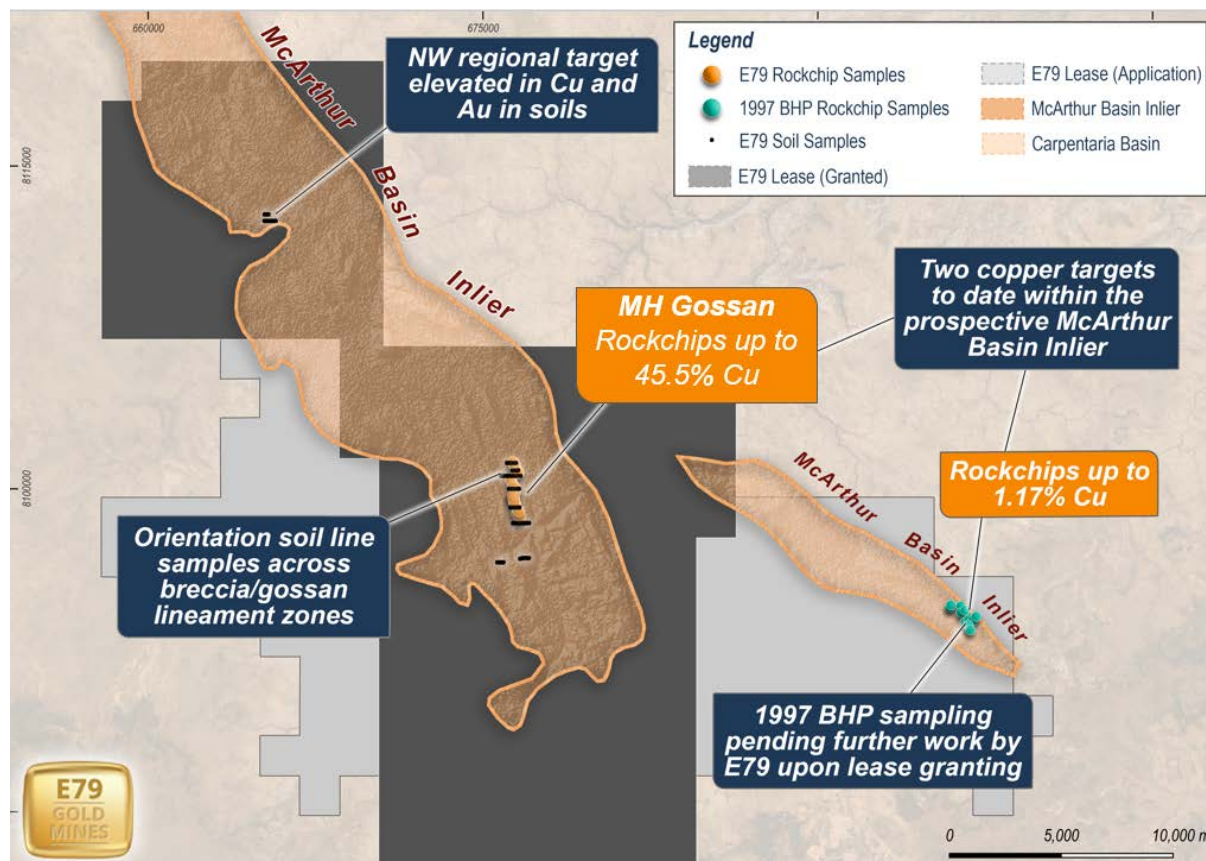 660000
675000
8115000
8100000
NW regional target
elevated in Cu and
Au in soils
McArthur
Basin
Inlier
Legend
E79 Rockchip Samples
1997 BHP Rockchip Samples
E79 Soil Samples
E79 Lease (Granted)
E79 Lease (Application)
McArthur Basin Inlier
Carpentaria Basin
MH Gossan
Rockchips up to
45.5% Cu
Two copper targets
to date within the
prospective McArthur
Basin Inlier
Rockchips up to
1.17% Cu
McArthur
Basin
Inlier
Orientation soil line
samples across
breccia/gossan
lineament zones
1997 BHP sampling
pending further work by
E79 upon lease granting
E79
GOLD
MINES
0 5,000 10,000 m